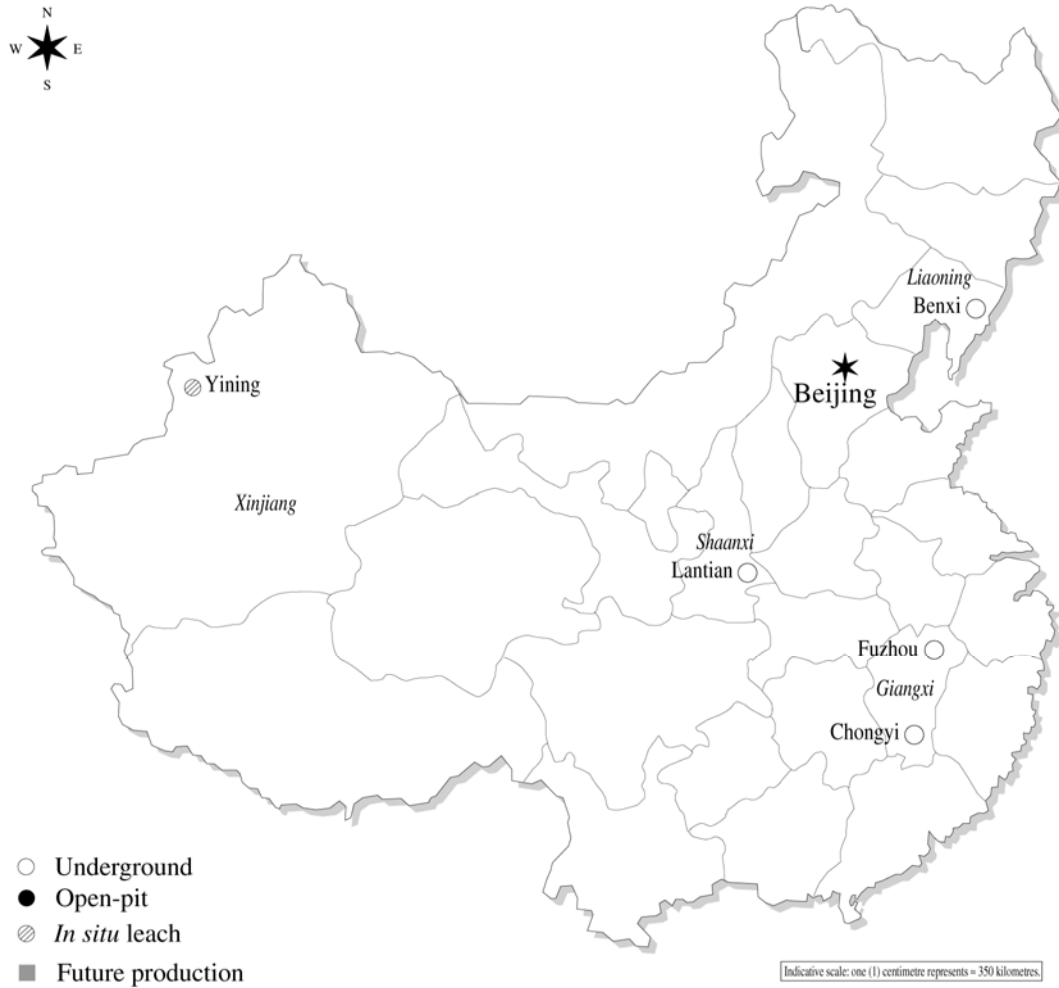 N
W E
S
Liaoning
Benxi
Yining
Beijing
Xinjiang
Shaanxi
Lantian
Fuzhou
Giangxi
Chongyi
Underground
Open-pit
In situ leach
Future production
Indicative scale: one (1) centimetre represents = 350 kilometres.